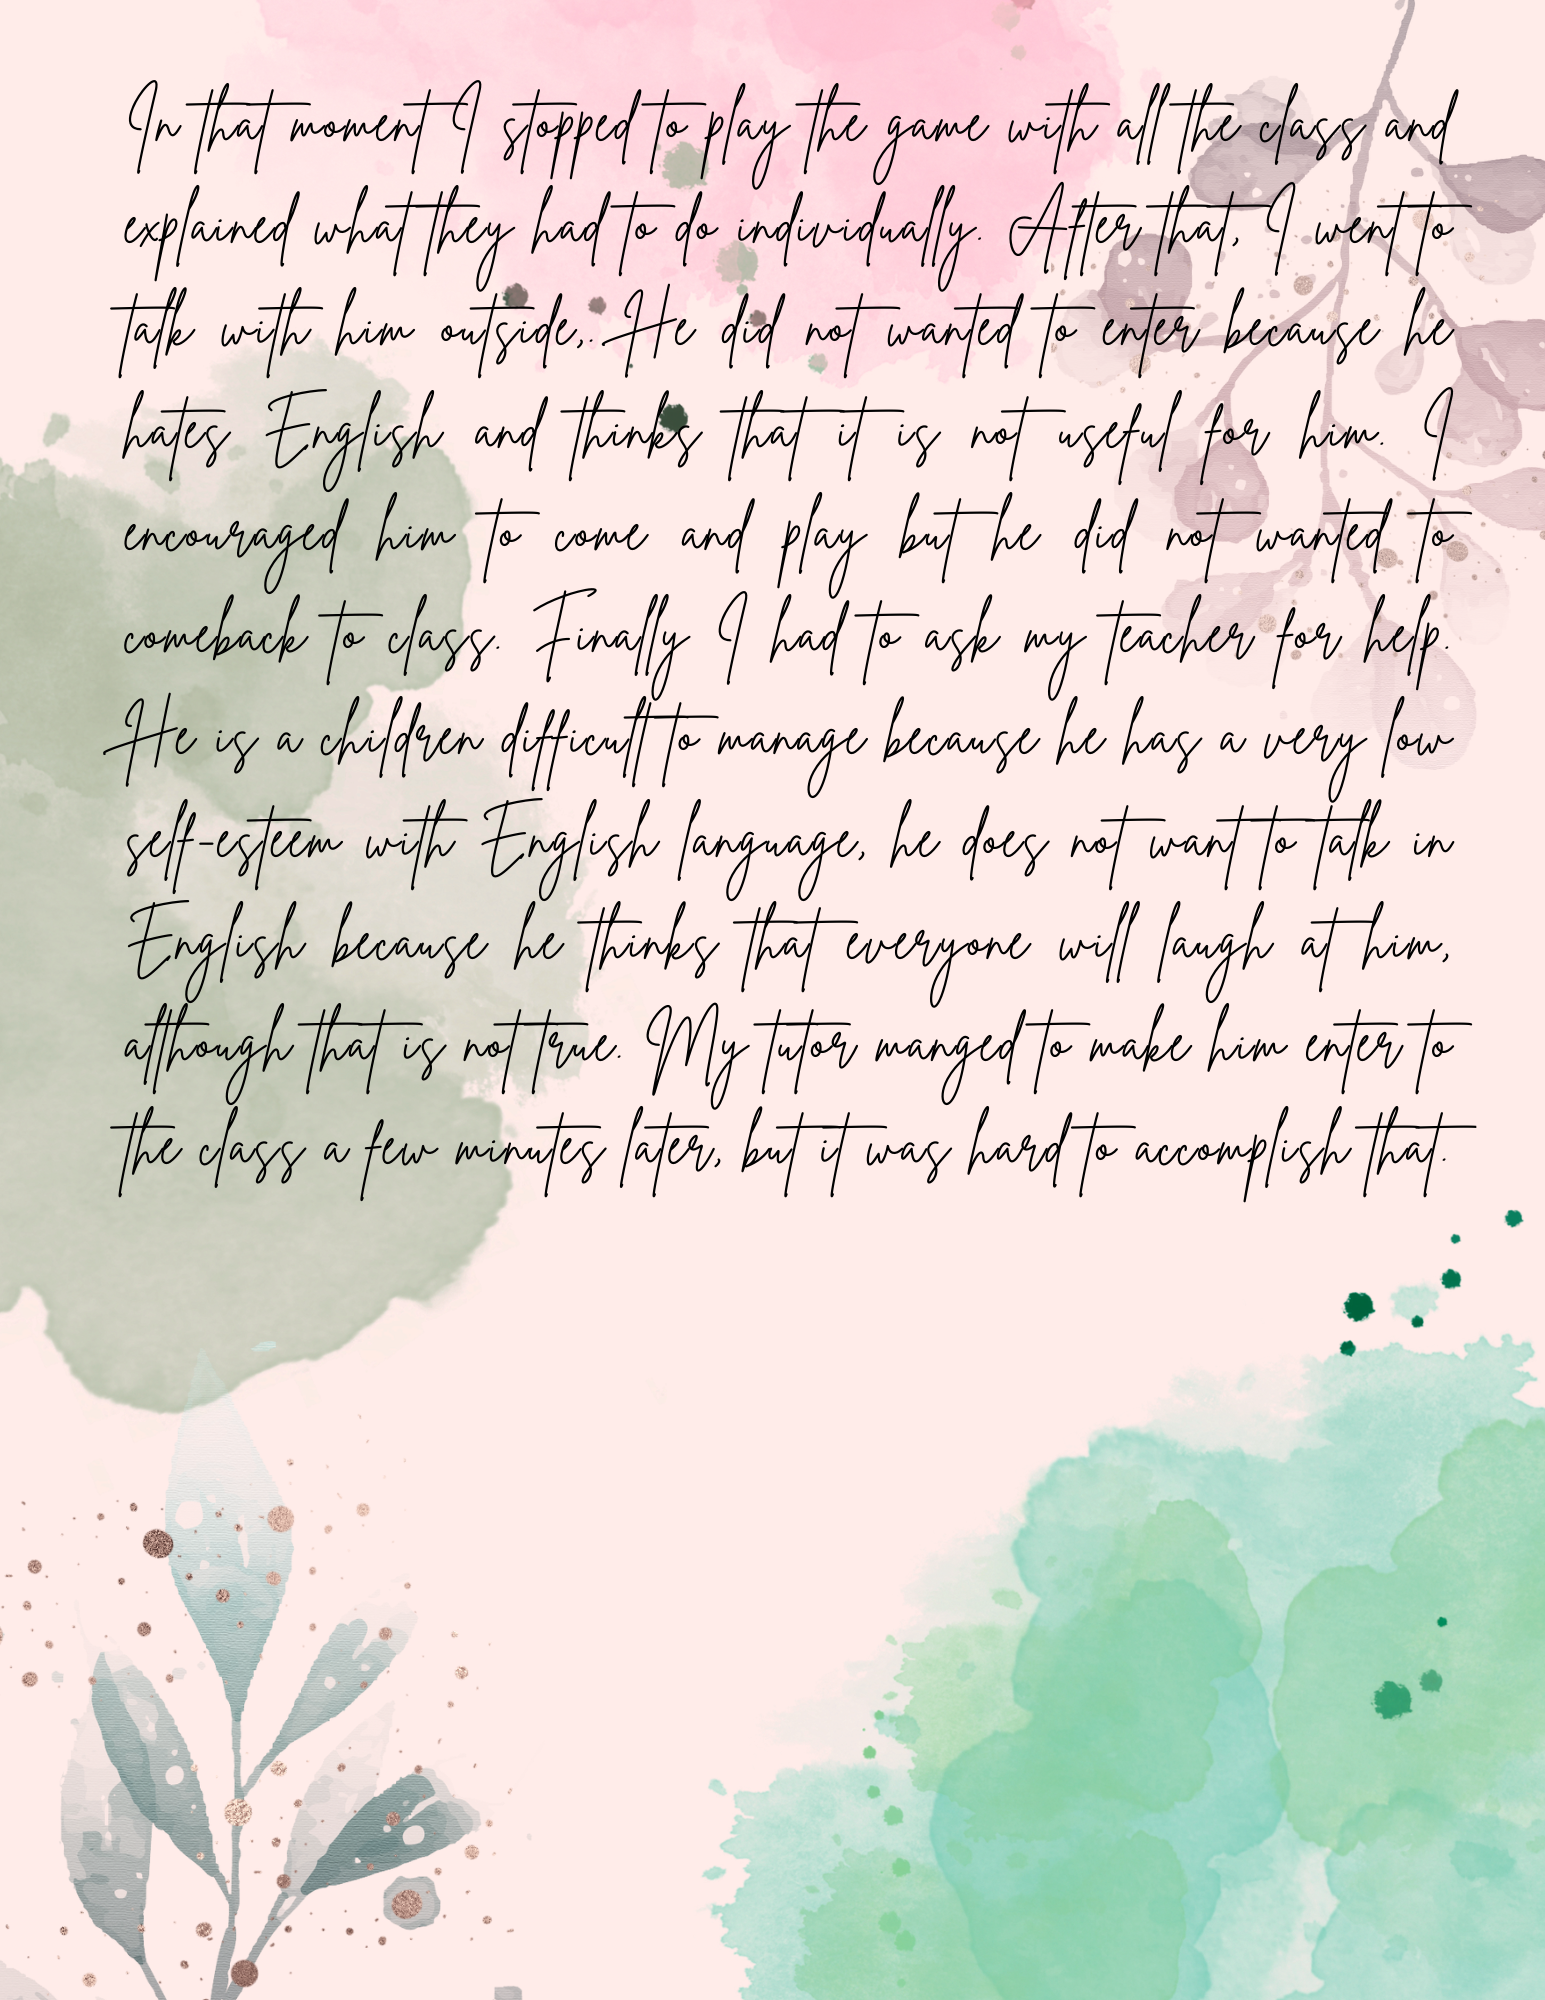 In that moment I stopped to play the game with all the class and
explained what they had to do individually. After that, I went to
talk with him outside,. He did not wanted to enter because he
hates English and thinks that it is not useful for him. I
encouraged him to come and play but he did not wanted to
comeback to class. Finally I had to ask my teacher for help.
He is a children difficult to manage because he has a very low
self-esteem with English language, he does not want to talk in
English because he thinks that everyone will laugh at him,
although that is not true. My tutor manged to make him enter to
the class a few minutes later, but it was hard to accomplish that.